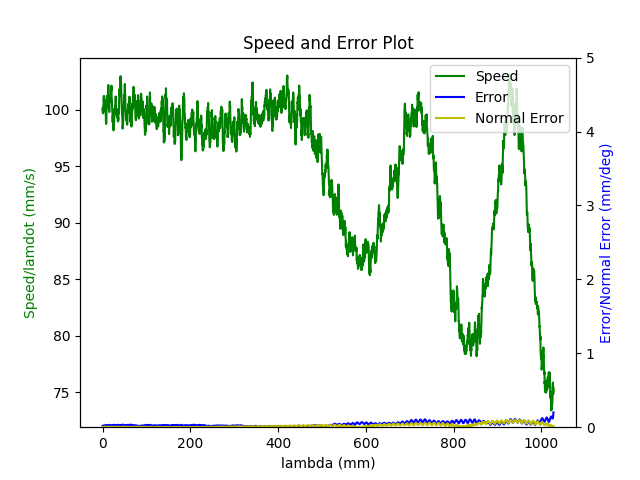 Speed and Error Plot
Speed
Error
Normal Error
Speed/lamdot (mm/s)
100
95
90
85
80
75
5
4
3
2
1
0
Error/Normal Error (mm/deg)
0 200 400 600 800 1000
lambda (mm)